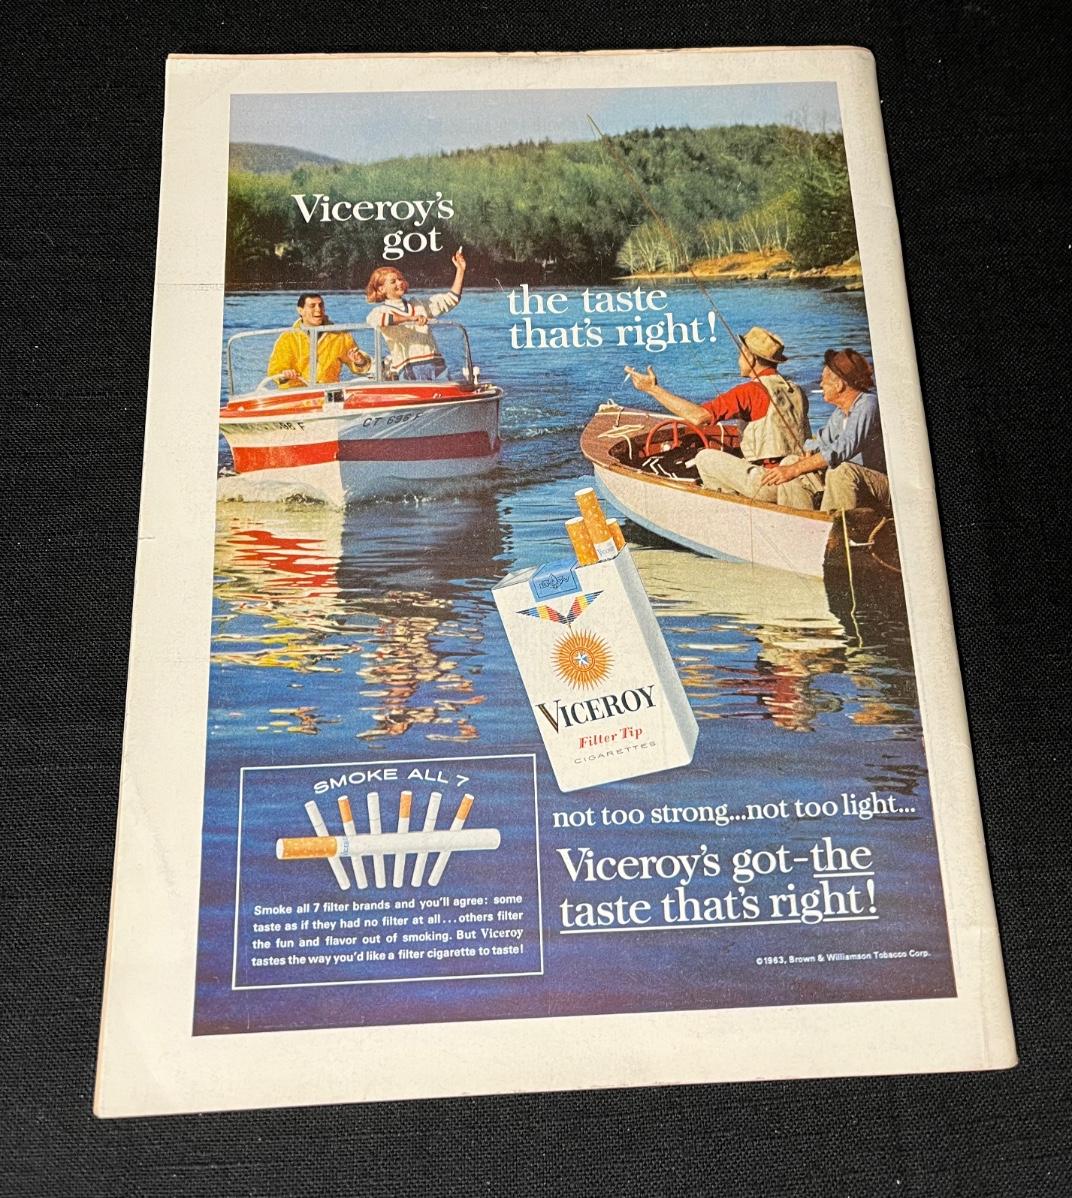 Viceroy's
got
the taste
that's right!
CT 696 F
VICEROY
Filter Tip
CIGARETTES
SMOKE ALL 7
Smoke all 7 filter brands and you'll agree: some
taste as if they had no filter at all...others filter
the fun and flavor out of smoking. But Viceroy
tastes the way you'd like a filter cigarette to taste!
not too strong...not too light...
Viceroy's got-the
taste that's right!
©1963, Brown & Williamson Tobacco Corp.